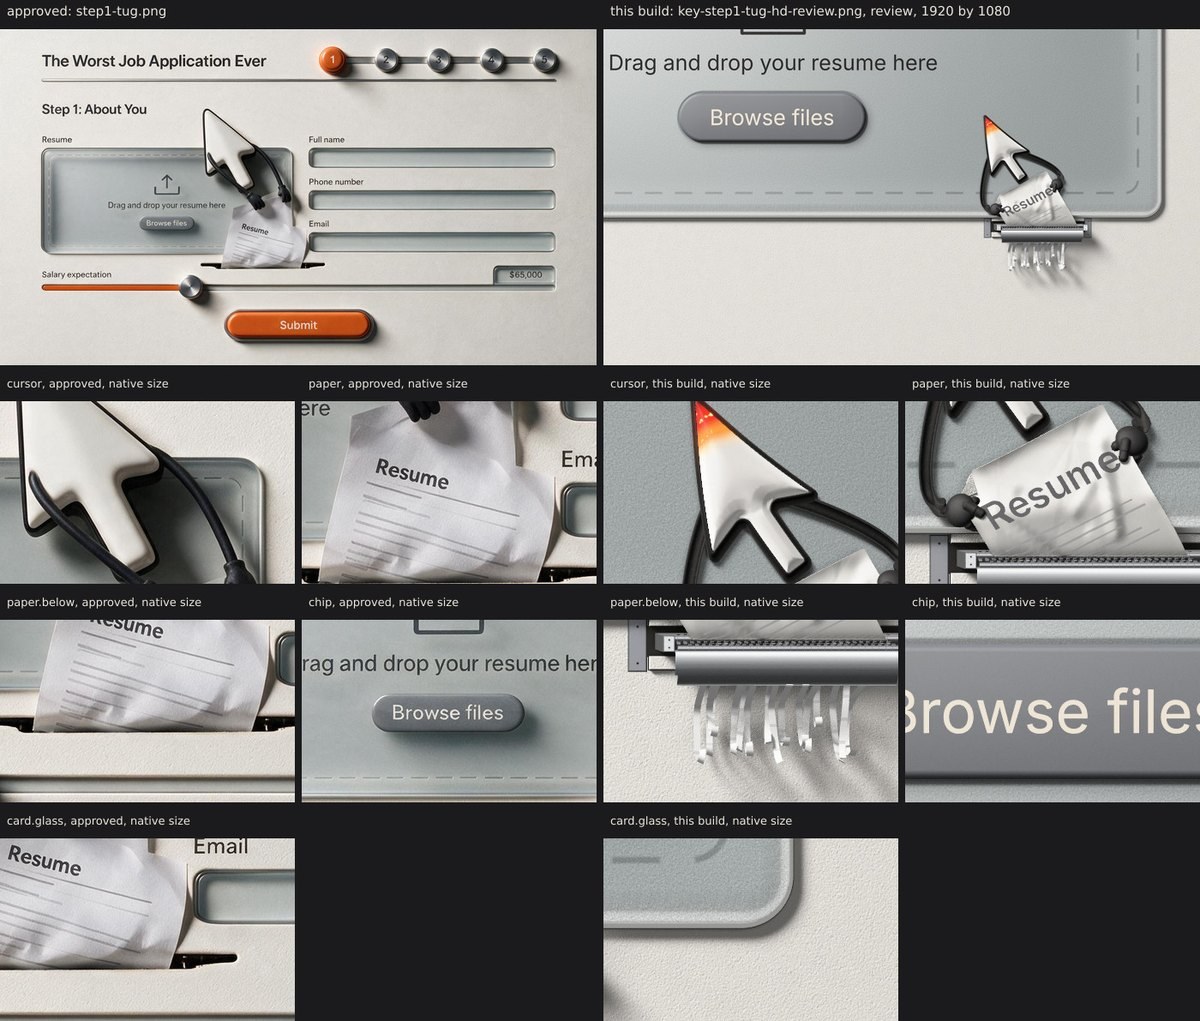 approved: step1-tug.png
this build: key-step1-tug-hd-review.png, review, 1920 by 1080
The Worst Job Application Ever
1
2
3
4
5
Step 1: About You
Resume
Full name
Drag and drop your resume here
Browse files
Phone number
Email
Resume
Salary expectation
$65,000
Submit
Drag and drop your resume here
Browse files
Resume
cursor, approved, native size
paper, approved, native size
cursor, this build, native size
paper, this build, native size
ere
Resume
Ema
Resume
paper.below, approved, native size
chip, approved, native size
paper.below, this build, native size
chip, this build, native size
Resume
rag and drop your resume her
Browse files
Browse files
card.glass, approved, native size
card.glass, this build, native size
Resume
Email